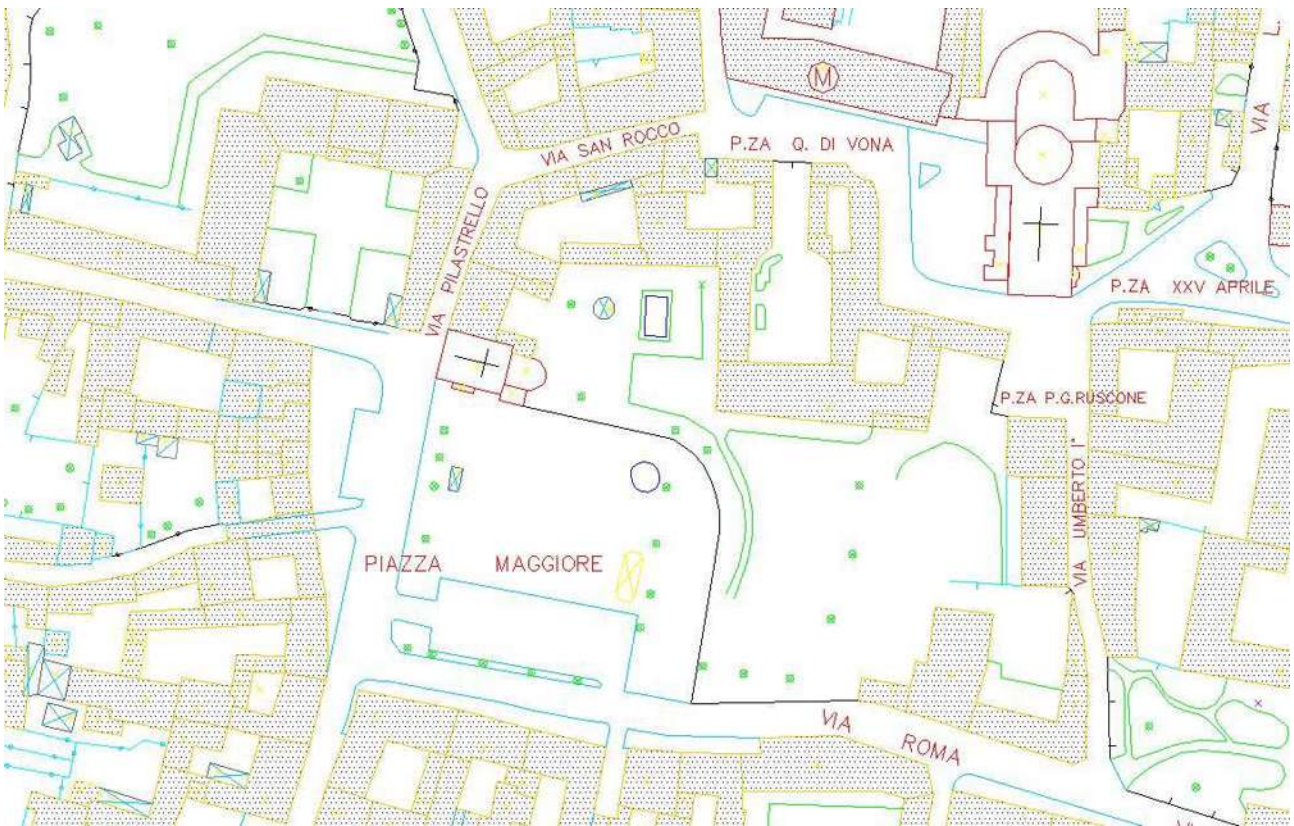 M
VIA SAN ROCCO
P.ZA Q. DI VONA
VIA
VIA PILASTRELLO
P.ZA XXV APRILE
P.ZA P.G.RUSCONE
VIA UMBERTO I°
PIAZZA MAGGIORE
VIA ROMA